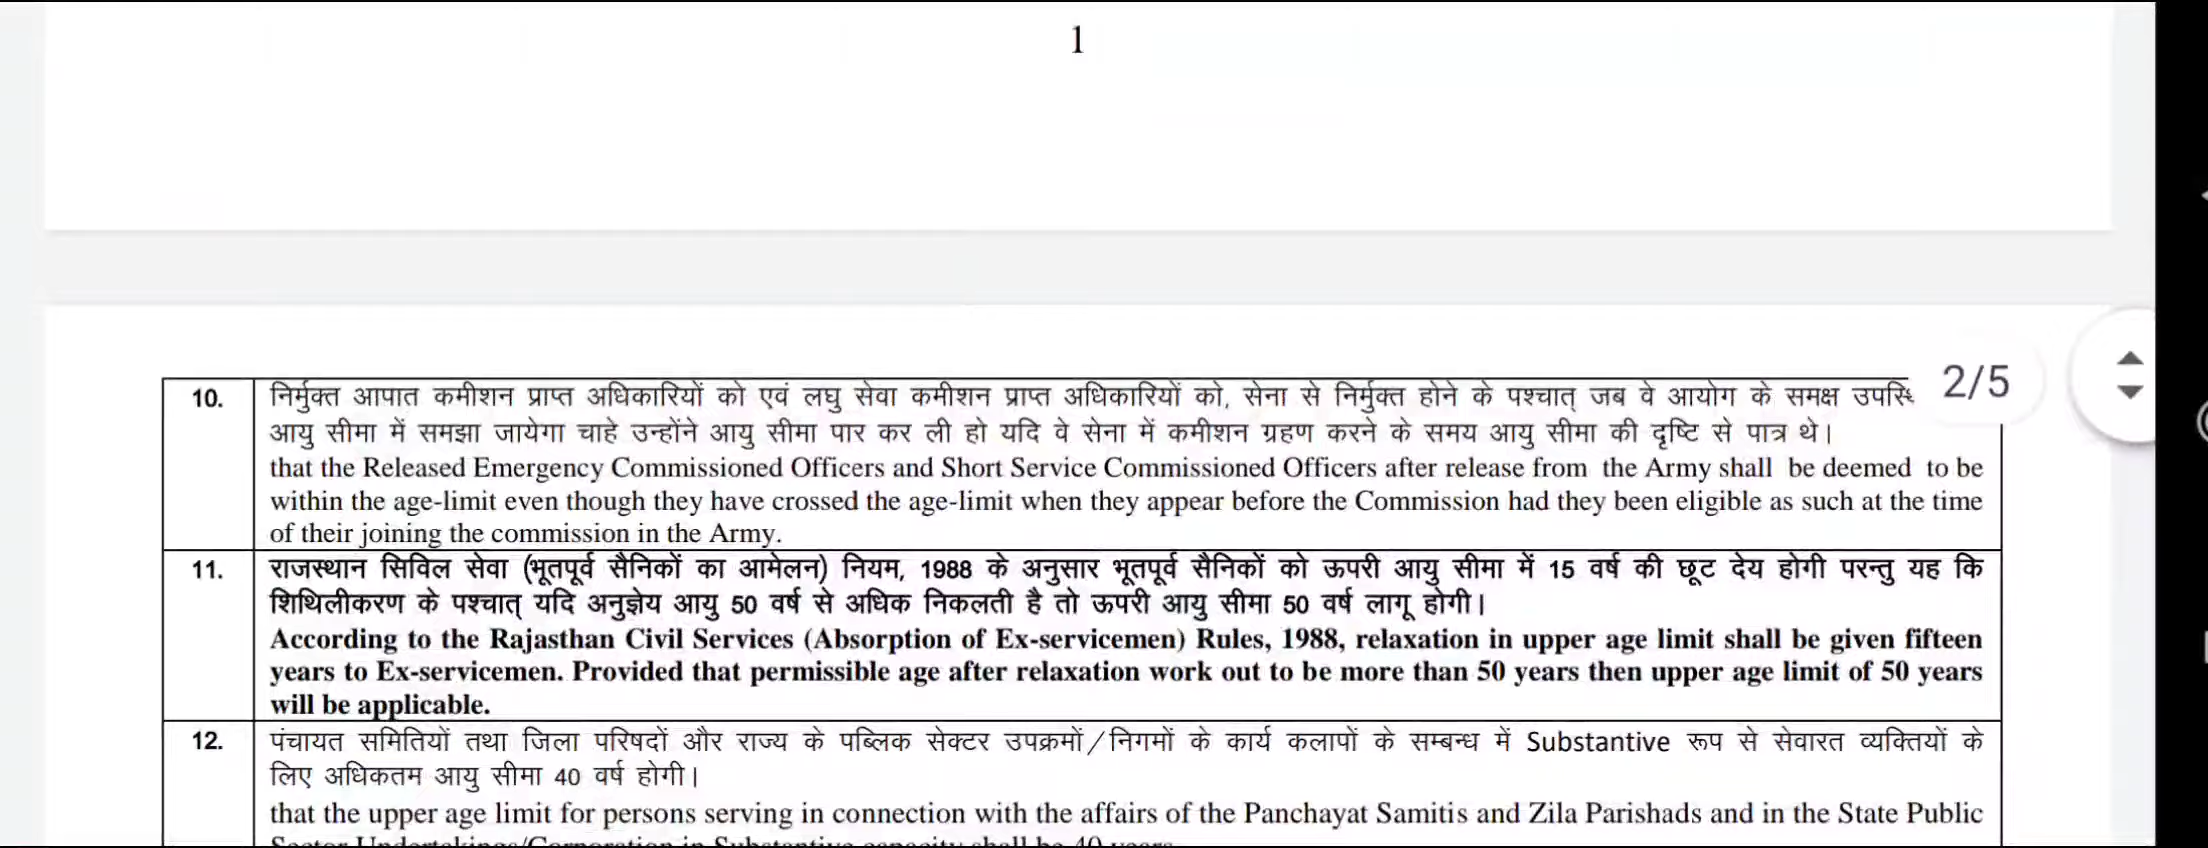 1
2/5
10. निर्मुक्त आपात कमीशन प्राप्त अधिकारियों को एवं लघु सेवा कमीशन प्राप्त अधिकारियों को, सेना से निर्मुक्त होने के पश्चात् जब वे आयोग के समक्ष
आयु सीमा में समझा जायेगा चाहे उन्होंने आयु सीमा पार कर ली हो यदि वे सेना में कमीशन ग्रहण करने के समय आयु सीमा की दृष्टि से पात्र थे।
that the Released Emergency Commissioned Officers and Short Service Commissioned Officers after release from the Army shall be deemed to be
within the age-limit even though they have crossed the age-limit when they appear before the Commission had they been eligible as such at the time
of their joining the commission in the Army.
11. राजस्थान सिविल सेवा (भूतपूर्व सैनिकों का आमेलन) नियम, 1988 के अनुसार भूतपूर्व सैनिकों को ऊपरी आयु सीमा में 15 वर्ष की छूट देय होगी परन्तु यह कि
शिथिलीकरण के पश्चात् यदि अनुज्ञेय आयु 50 वर्ष से अधिक निकलती है तो ऊपरी आयु सीमा 50 वर्ष लागू होगी।
According to the Rajasthan Civil Services (Absorption of Ex-servicemen) Rules, 1988, relaxation in upper age limit shall be given fifteen
years to Ex-servicemen. Provided that permissible age after relaxation work out to be more than 50 years then upper age limit of 50 years
will be applicable.
12. पंचायत समितियों तथा जिला परिषदों और राज्य के पब्लिक सेक्टर उपक्रमों/निगमों के कार्य कलापों के सम्बन्ध में Substantive रूप से सेवारत व्यक्तियों के
लिए अधिकतम आयु सीमा 40 वर्ष होगी।
that the upper age limit for persons serving in connection with the affairs of the Panchayat Samitis and Zila Parishads and in the State Public
Sector Undertakings/Corporation in Substantive capacity shall be 40 years.